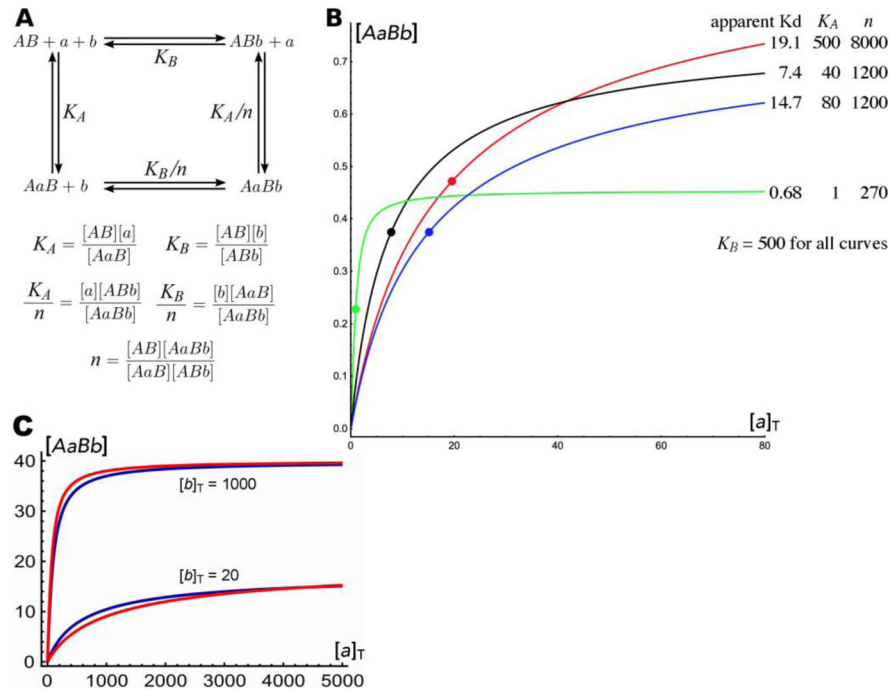 A
AB + a + b ABb + a
K_B
K_A K_A/n
K_B/n
AaB + b AaBb
K_A = [AB][a] / [AaB] K_B = [AB][b] / [ABb]
K_A / n = [a][ABb] / [AaBb] K_B / n = [b][AaB] / [AaBb]
n = [AB][AaBb] / [AaB][ABb]
B
[AaBb]
apparent Kd K_A n
19.1 500 8000
7.4 40 1200
14.7 80 1200
0.68 1 270
K_B = 500 for all curves
0.7
0.6
0.5
0.4
0.3
0.2
0.1
0.0
0 20 40 60 80
[a]_T
C
[AaBb]
40
30
20
10
0
[b]_T = 1000
[b]_T = 20
[a]_T
0 1000 2000 3000 4000 5000